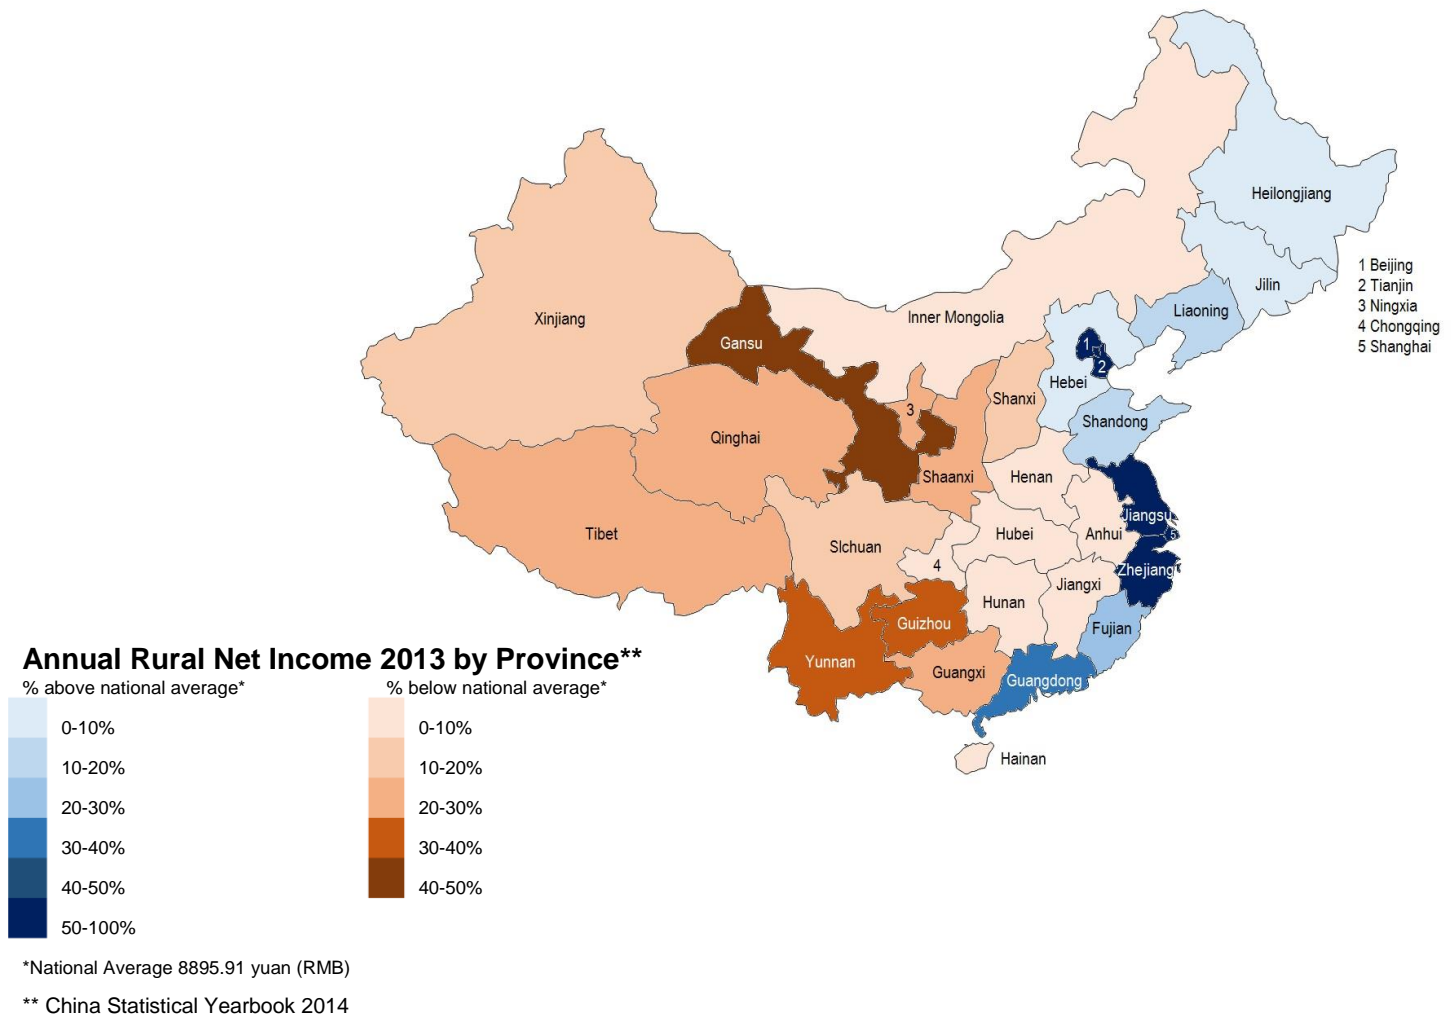 Heilongjiang
1 Beijing
2 Tianjin
3 Ningxia
4 Chongqing
5 Shanghai
Jilin
Liaoning
Inner Mongolia
Xinjiang
Gansu
1
2
Hebei
Shanxi
3
Shandong
Qinghai
Shaanxi
Henan
Jiangsu
5
Tibet
SIchuan
Hubei
Anhui
4
Zhejiang
Jiangxi
Hunan
Guizhou
Fujian
Yunnan
Guangxi
Guangdong
Hainan
Annual Rural Net Income 2013 by Province**
% above national average*
0-10%
10-20%
20-30%
30-40%
40-50%
50-100%
% below national average*
0-10%
10-20%
20-30%
30-40%
40-50%
*National Average 8895.91 yuan (RMB)
** China Statistical Yearbook 2014